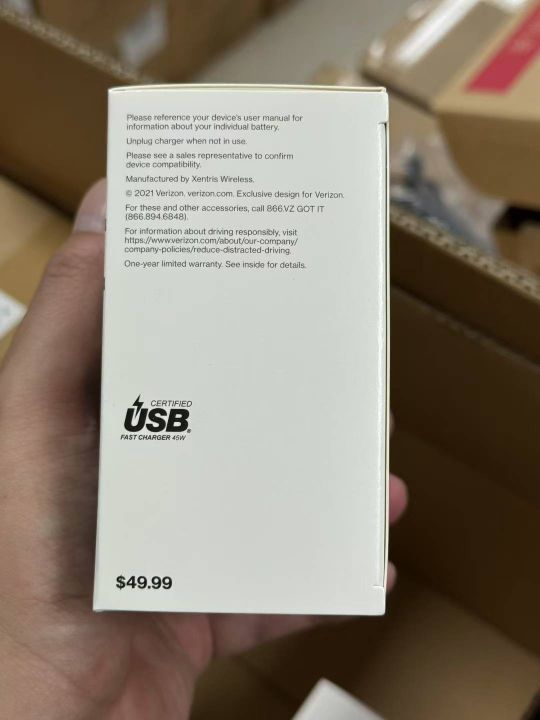 Please reference your device's user manual for
information about your individual battery.
Unplug charger when not in use.
Please see a sales representative to confirm
device compatibility.
Manufactured by Xentris Wireless.
© 2021 Verizon. verizon.com. Exclusive design for Verizon.
For these and other accessories, call 866.VZ GOT IT
(866.894.6848).
For information about driving responsibly, visit
https://www.verizon.com/about/our-company/
company-policies/reduce-distracted-driving.
One-year limited warranty. See inside for details.
CERTIFIED
USB®
FAST CHARGER 45W
$49.99